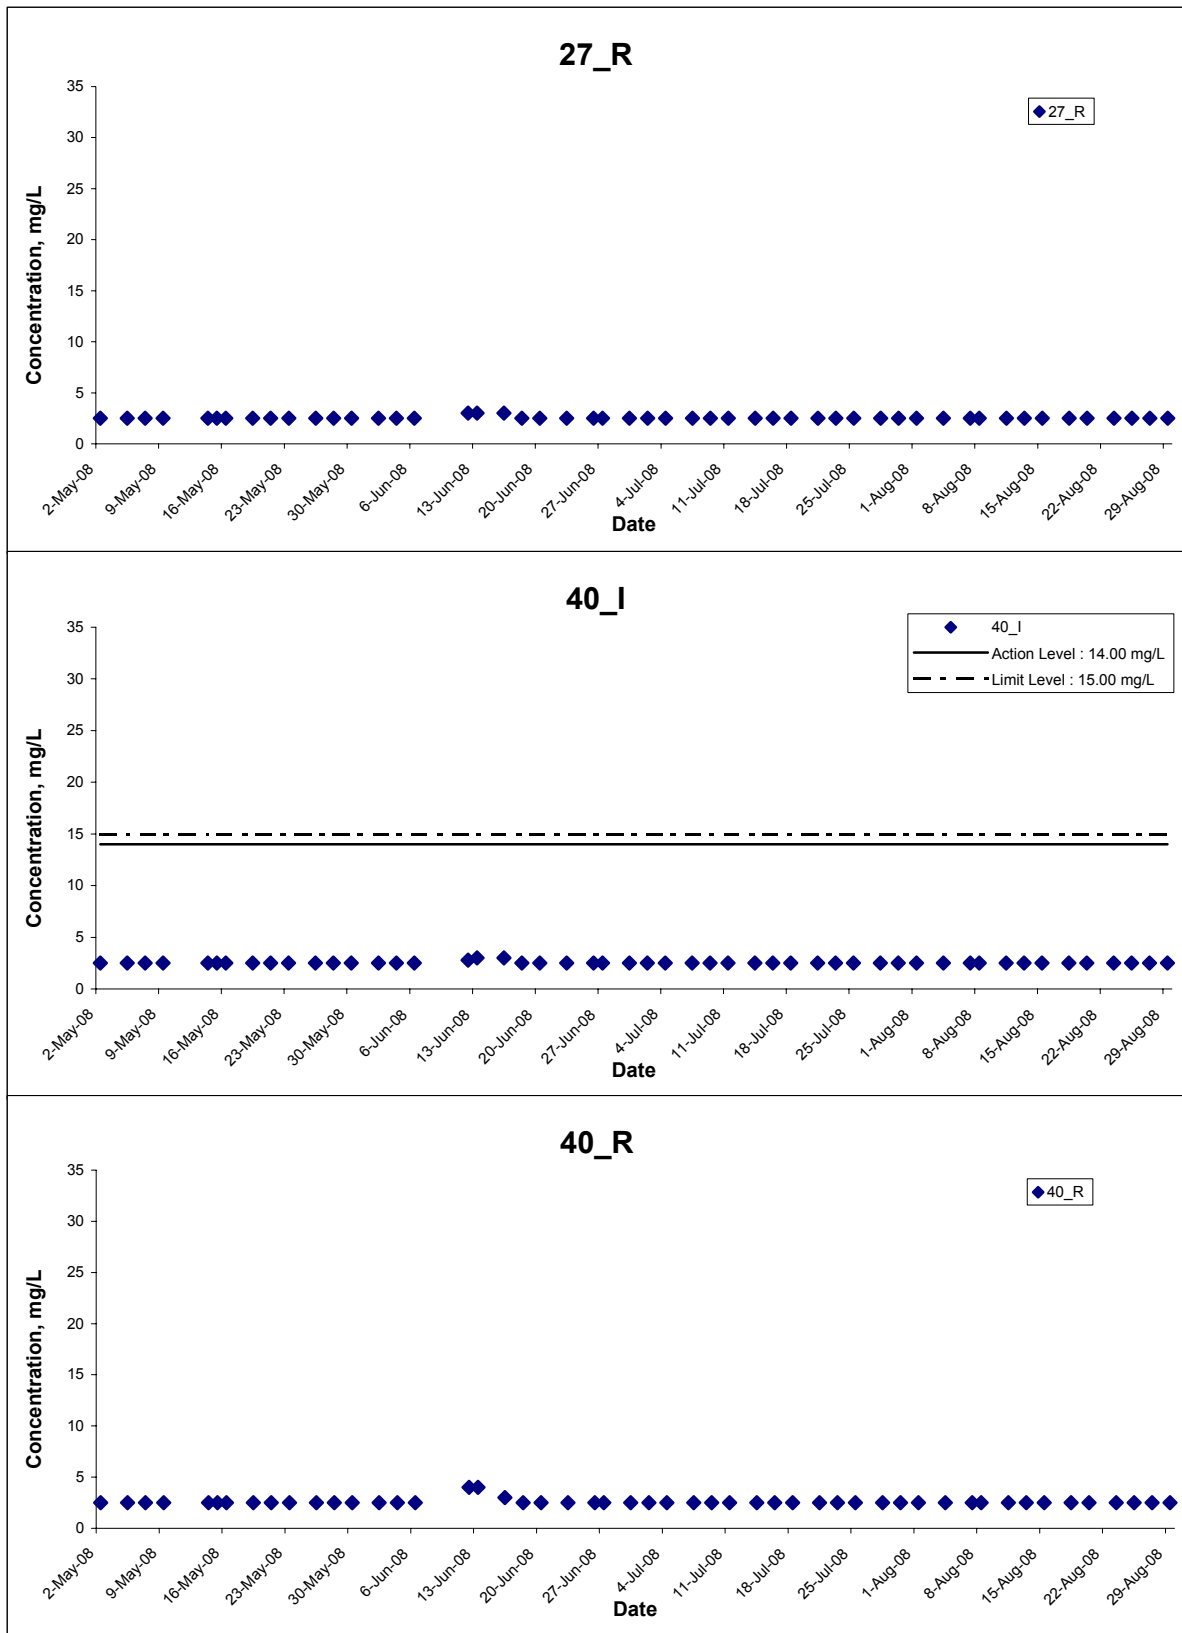 27_R
27_R
Concentration, mg/L
35
30
25
20
15
10
5
0
2-May-08
9-May-08
16-May-08
23-May-08
30-May-08
6-Jun-08
13-Jun-08
20-Jun-08
27-Jun-08
4-Jul-08
11-Jul-08
18-Jul-08
25-Jul-08
1-Aug-08
8-Aug-08
15-Aug-08
22-Aug-08
29-Aug-08
Date
40_I
40_I
Action Level : 14.00 mg/L
Limit Level : 15.00 mg/L
Concentration, mg/L
35
30
25
20
15
10
5
0
2-May-08
9-May-08
16-May-08
23-May-08
30-May-08
6-Jun-08
13-Jun-08
20-Jun-08
27-Jun-08
4-Jul-08
11-Jul-08
18-Jul-08
25-Jul-08
1-Aug-08
8-Aug-08
15-Aug-08
22-Aug-08
29-Aug-08
Date
40_R
40_R
Concentration, mg/L
35
30
25
20
15
10
5
0
2-May-08
9-May-08
16-May-08
23-May-08
30-May-08
6-Jun-08
13-Jun-08
20-Jun-08
27-Jun-08
4-Jul-08
11-Jul-08
18-Jul-08
25-Jul-08
1-Aug-08
8-Aug-08
15-Aug-08
22-Aug-08
29-Aug-08
Date